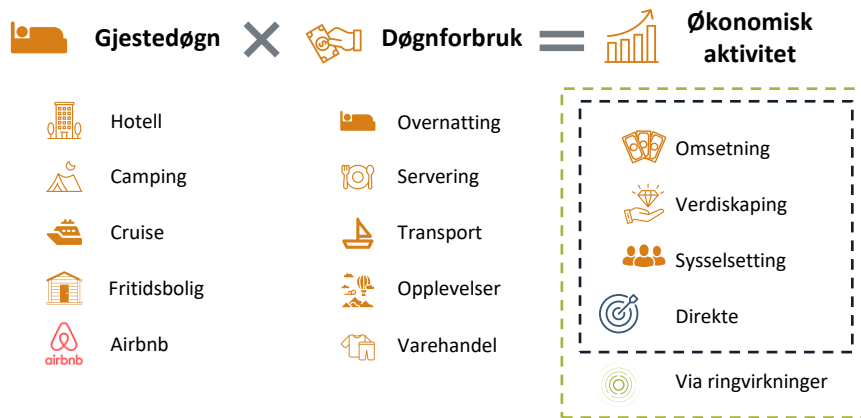 Gjestedøgn
Døgnforbruk
Økonomisk
aktivitet
Hotell
Camping
Cruise
Fritidsbolig
airbnb
Airbnb
Overnatting
Servering
Transport
Opplevelser
Varehandel
Omsetning
Verdiskaping
Sysselsetting
Direkte
Via ringvirkninger